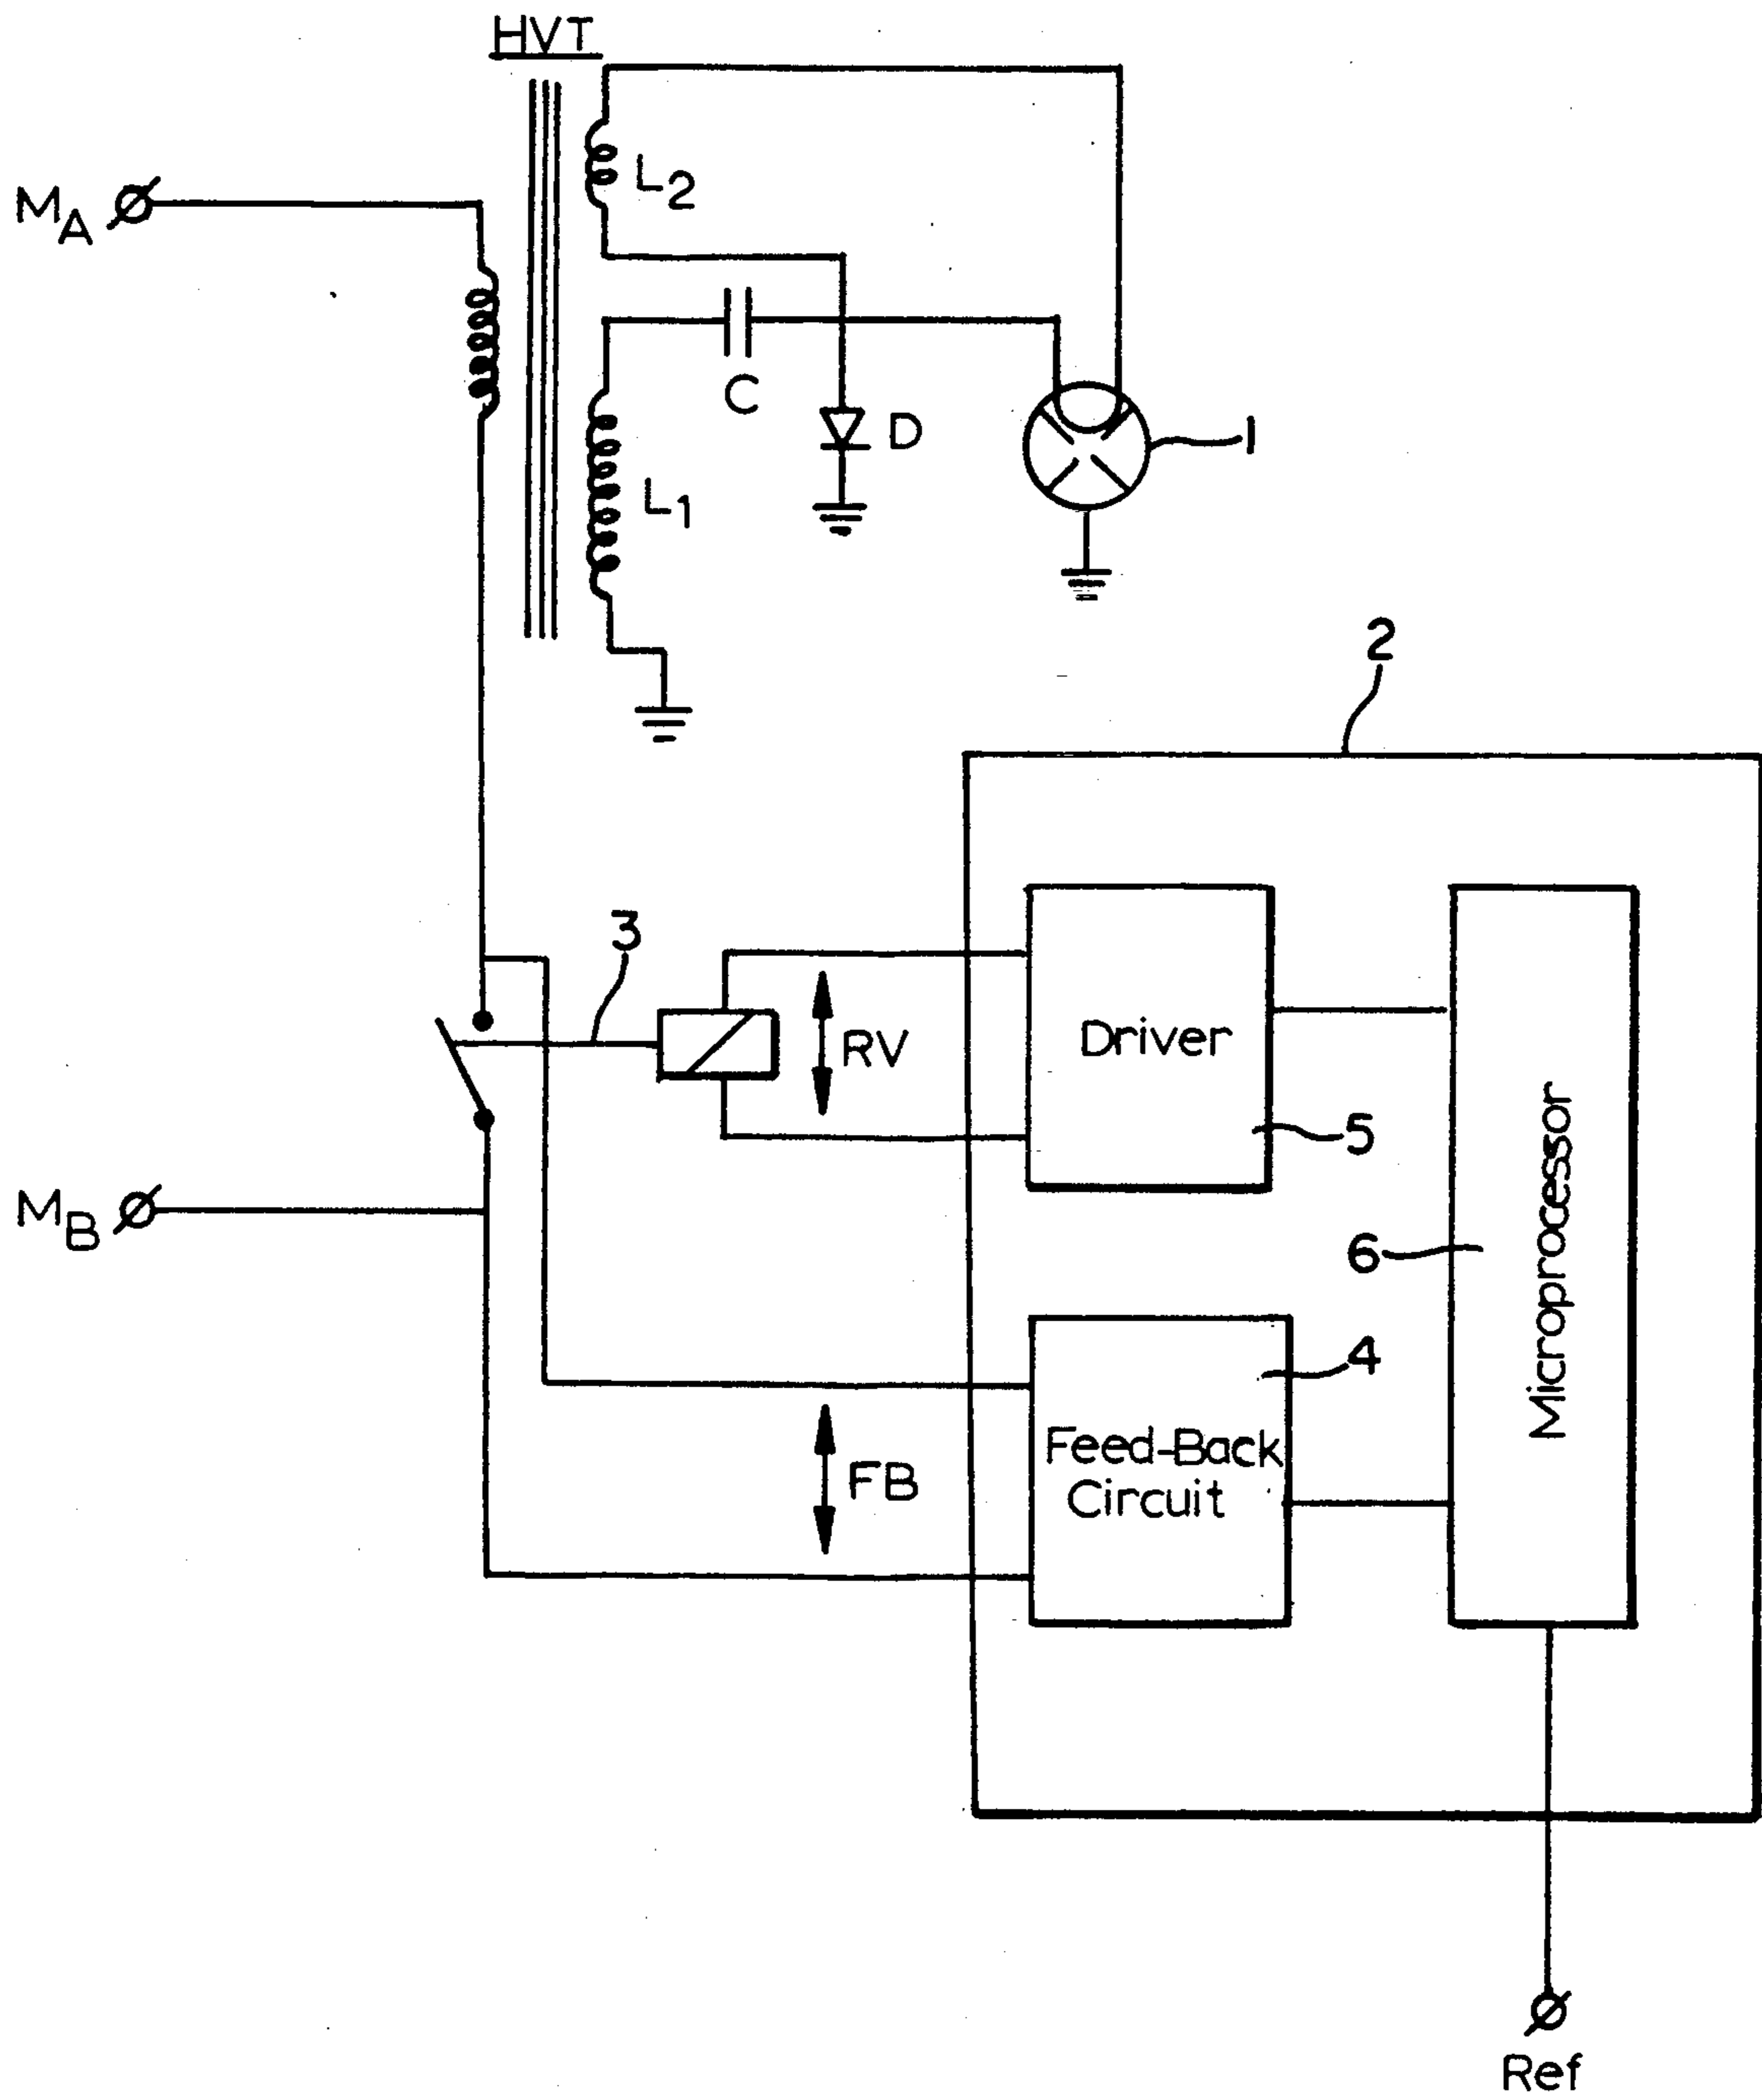 HVT
L2
MA
C
D
1
L1
2
3
RV
Driver
5
MB
6
Microprocessor
4
Feed-Back
Circuit
FB
Ref